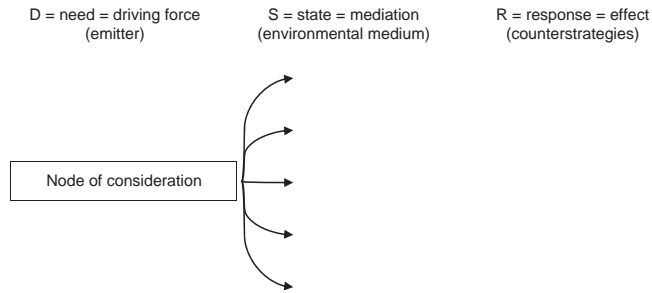 D = need = driving force
(emitter)
S = state = mediation
(environmental medium)
R = response = effect
(counterstrategies)
Node of consideration